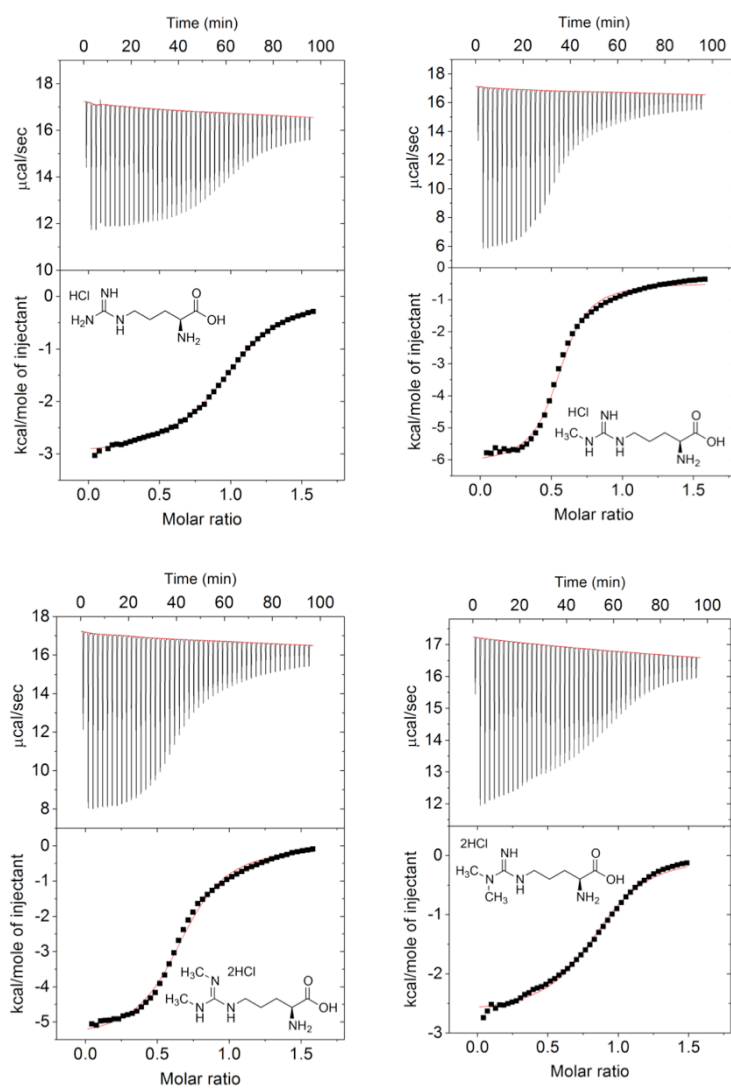 Time (min)
0 20 40 60 80 100
18
16
14
12
10
μcal/sec
HCl NH O
H₂N N H OH
NH₂
0
-1
-2
-3
-4
kcal/mole of injectant
0.0 0.5 1.0 1.5
Molar ratio
Time (min)
0 20 40 60 80 100
18
16
14
12
10
8
6
0
μcal/sec
-1
-2
-3
-4
-5
-6
kcal/mole of injectant
HCl NH O
H₃C N H N H OH
NH₂
0.0 0.5 1.0 1.5
Molar ratio
Time (min)
0 20 40 60 80 100
18
16
14
12
10
8
μcal/sec
0
-1
-2
-3
-4
-5
kcal/mole of injectant
H₃C N 2HCl O
H₃C N H N H OH
NH₂
0.0 0.5 1.0 1.5
Molar ratio
Time (min)
0 20 40 60 80 100
17
16
15
14
13
12
μcal/sec
2HCl NH O
H₃C N N H OH
CH₃ NH₂
0
-1
-2
-3
kcal/mole of injectant
0.0 0.5 1.0 1.5
Molar ratio